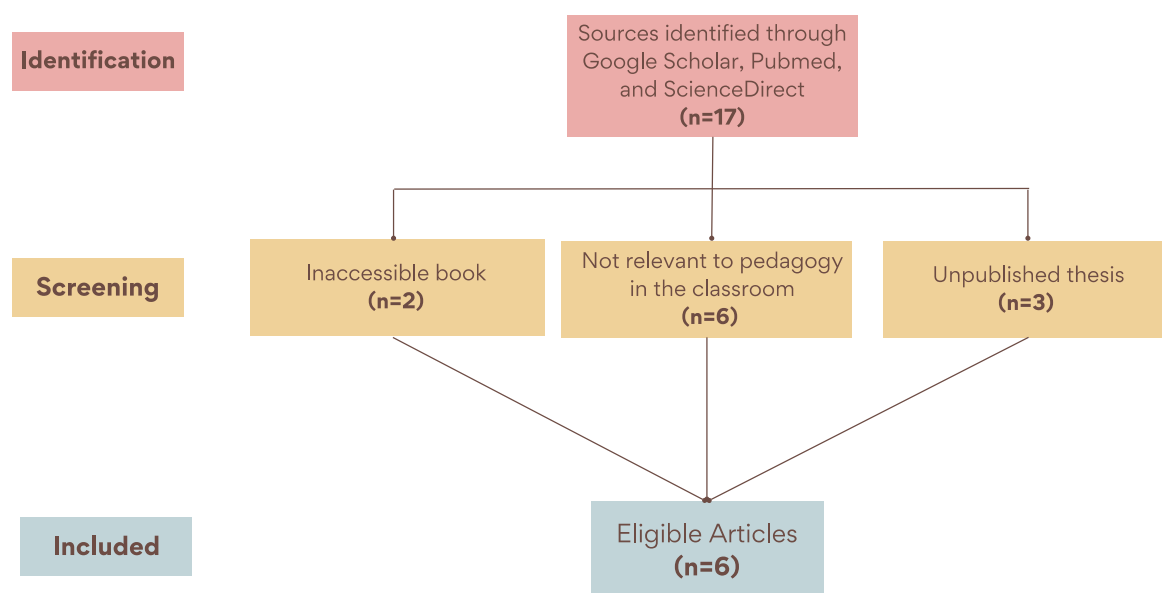 Identification
Sources identified through
Google Scholar, Pubmed,
and ScienceDirect
(n=17)
Screening
Inaccessible book
(n=2)
Not relevant to pedagogy
in the classroom
(n=6)
Unpublished thesis
(n=3)
Included
Eligible Articles
(n=6)